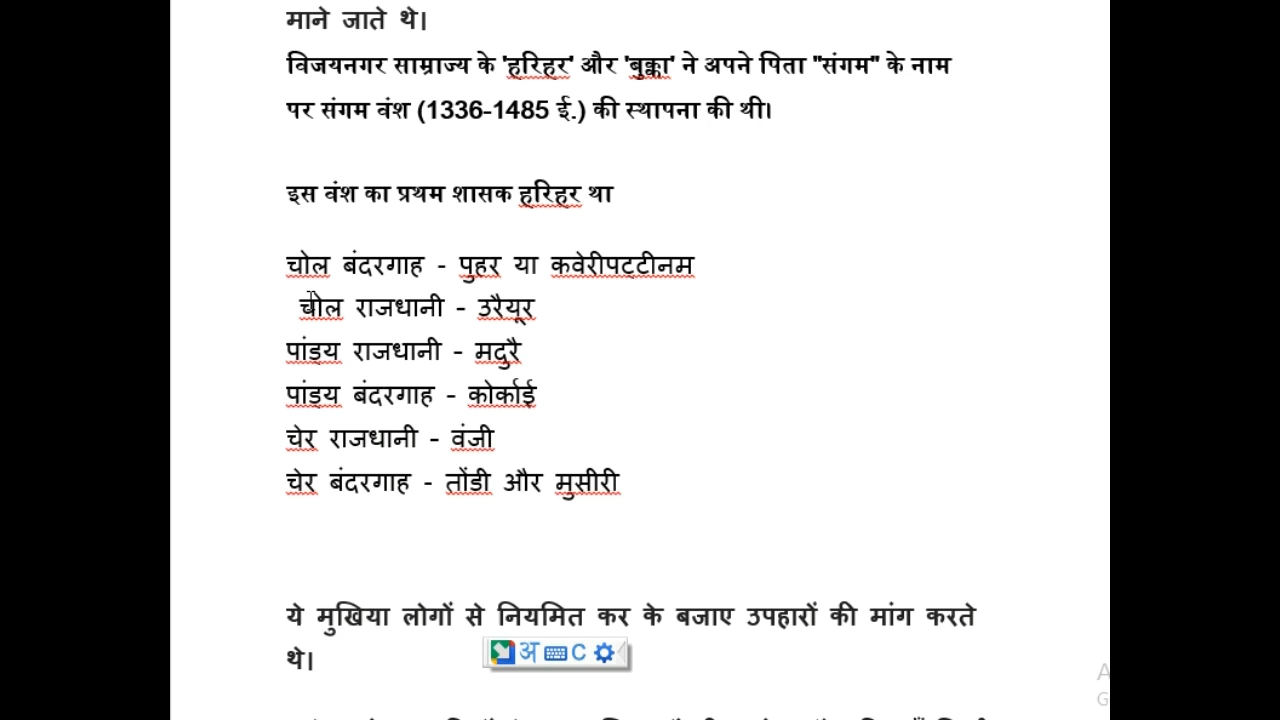 माने जाते थे।
विजयनगर साम्राज्य के 'हरिहर' और 'बुक्का' ने अपने पिता "संगम" के नाम
पर संगम वंश (1336-1485 ई.) की स्थापना की थी।
इस वंश का प्रथम शासक हरिहर था
चोल बंदरगाह - पुहर या कवेरीपट्टीनम
चोल राजधानी - उरैयूर
पांड्य राजधानी - मदुरै
पांड्य बंदरगाह - कोर्काई
चेर राजधानी - वंजी
चेर बंदरगाह - तोंडी और मुसीरी
ये मुखिया लोगों से नियमित कर के बजाए उपहारों की मांग करते
थे।
अ C